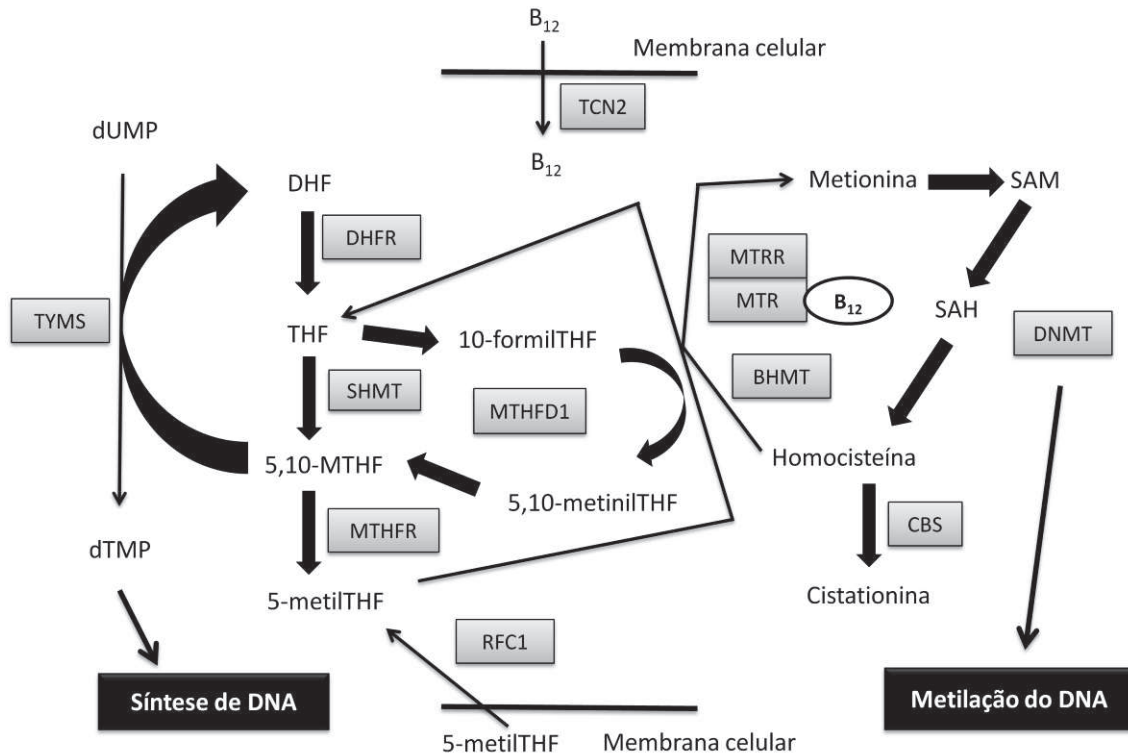 B₁₂
Membrana celular
TCN2
dUMP
B₁₂
DHF
Metionina
SAM
DHFR
MTRR
MTR
B₁₂
SAH
TYMS
THF
10-formilTHF
DNMT
BHMT
SHMT
MTHFD1
5,10-MTHF
Homocisteína
5,10-metinilTHF
MTHFR
CBS
dTMP
5-metilTHF
Cistationina
RFC1
Síntese de DNA
Metilação do DNA
5-metilTHF
Membrana celular